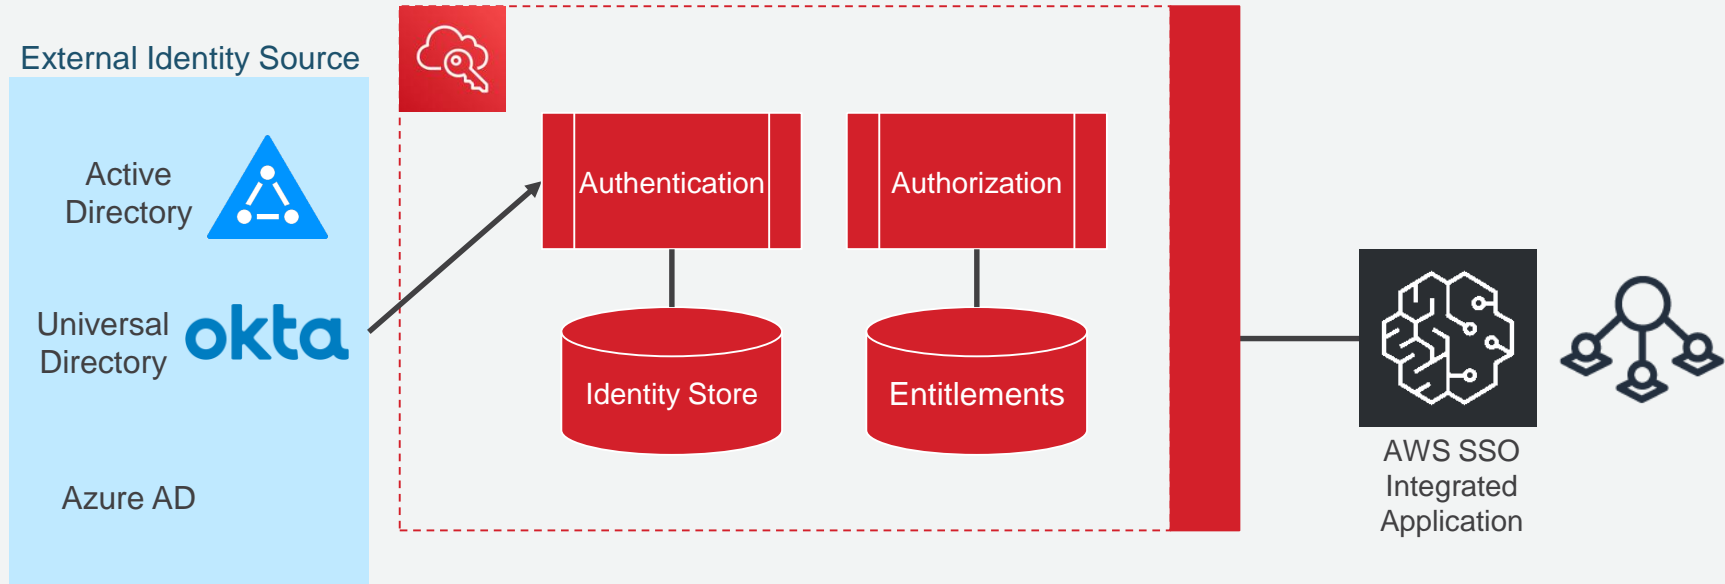 External Identity Source
Active
Directory
Universal
Directory
okta
Azure AD
Authentication
Authorization
Identity Store
Entitlements
AWS SSO
Integrated
Application